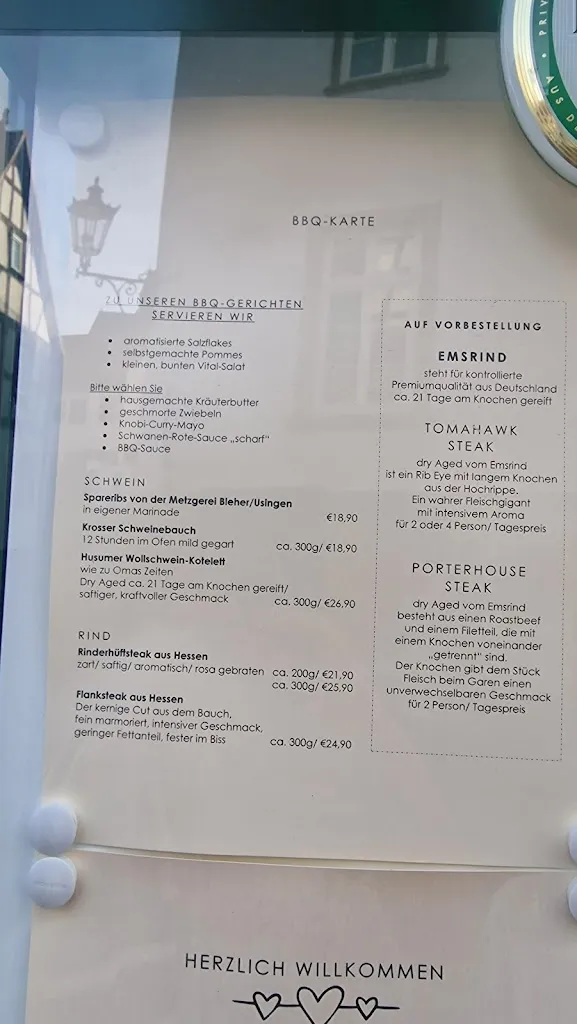 PRIV
AUS D
BBQ-KARTE
ZU UNSEREN BBQ-GERICHTEN
SERVIEREN WIR
• aromatisierte Salzflakes
• selbstgemachte Pommes
• kleinen, bunten Vital-Salat
Bitte wählen Sie
• hausgemachte Kräuterbutter
• geschmorte Zwiebeln
• Knobi-Curry-Mayo
• Schwanen-Rote-Sauce „scharf"
• BBQ-Sauce
SCHWEIN
Spareribs von der Metzgerei Bleher/Usingen
in eigener Marinade €18,90
Krosser Schweinebauch
12 Stunden im Ofen mild gegart ca. 300g/ €18,90
Husumer Wollschwein-Kotelett
wie zu Omas Zeiten
Dry Aged ca. 21 Tage am Knochen gereift/
saftiger, kraftvoller Geschmack ca. 300g/ €26,90
RIND
Rinderhüftsteak aus Hessen
zart/ saftig/ aromatisch/ rosa gebraten ca. 200g/ €21,90
ca. 300g/ €25,90
Flanksteak aus Hessen
Der kernige Cut aus dem Bauch,
fein marmoriert, intensiver Geschmack,
geringer Fettanteil, fester im Biss ca. 300g/ €24,90
AUF VORBESTELLUNG
EMSRIND
steht für kontrollierte
Premiumqualität aus Deutschland
ca. 21 Tage am Knochen gereift
TOMAHAWK
STEAK
dry Aged vom Emsrind
ist ein Rib Eye mit langem Knochen
aus der Hochrippe.
Ein wahrer Fleischgigant
mit intensivem Aroma
für 2 oder 4 Person/ Tagespreis
PORTERHOUSE
STEAK
dry Aged vom Emsrind
besteht aus einen Roastbeef
und einem Filetteil, die mit
einem Knochen voneinander
„getrennt" sind.
Der Knochen gibt dem Stück
Fleisch beim Garen einen
unverwechselbaren Geschmack
für 2 Person/ Tagespreis
HERZLICH WILLKOMMEN